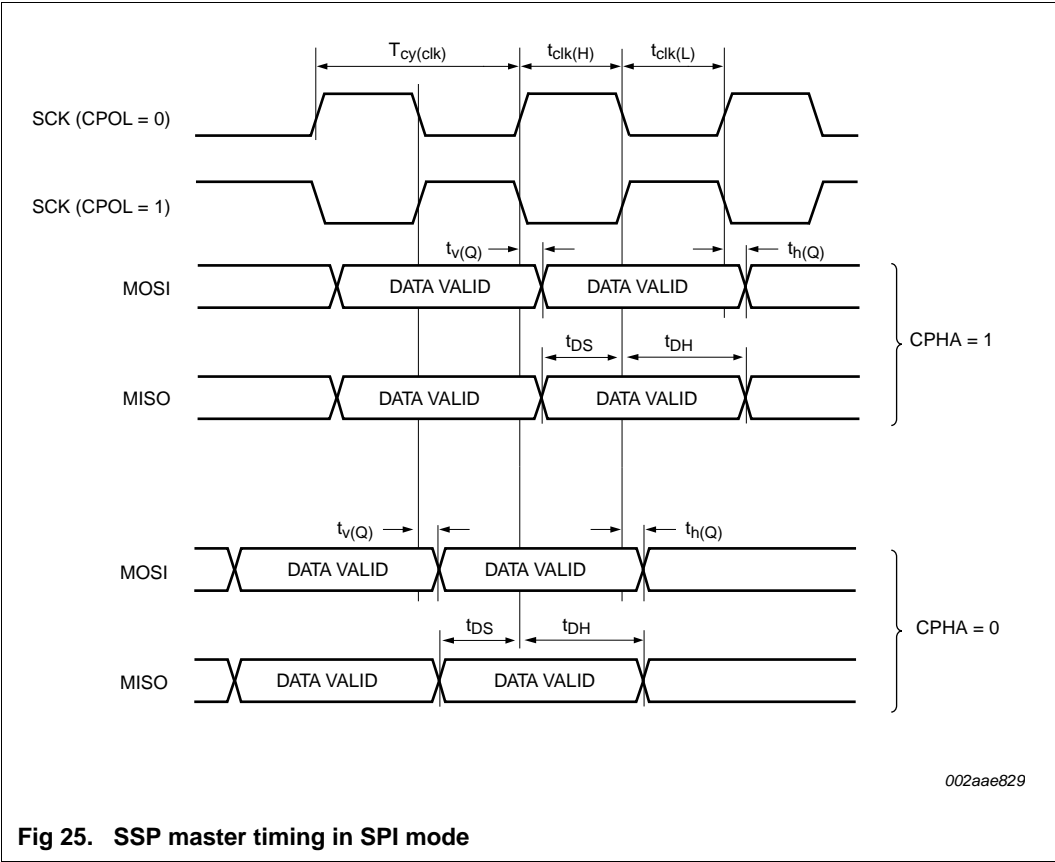 Tcy(clk) tclk(H) tclk(L)
SCK (CPOL = 0)
SCK (CPOL = 1)
tv(Q) th(Q)
MOSI DATA VALID DATA VALID
tDS tDH CPHA = 1
MISO DATA VALID DATA VALID
tv(Q) th(Q)
MOSI DATA VALID DATA VALID
tDS tDH CPHA = 0
MISO DATA VALID DATA VALID
002aae829
Fig 25. SSP master timing in SPI mode